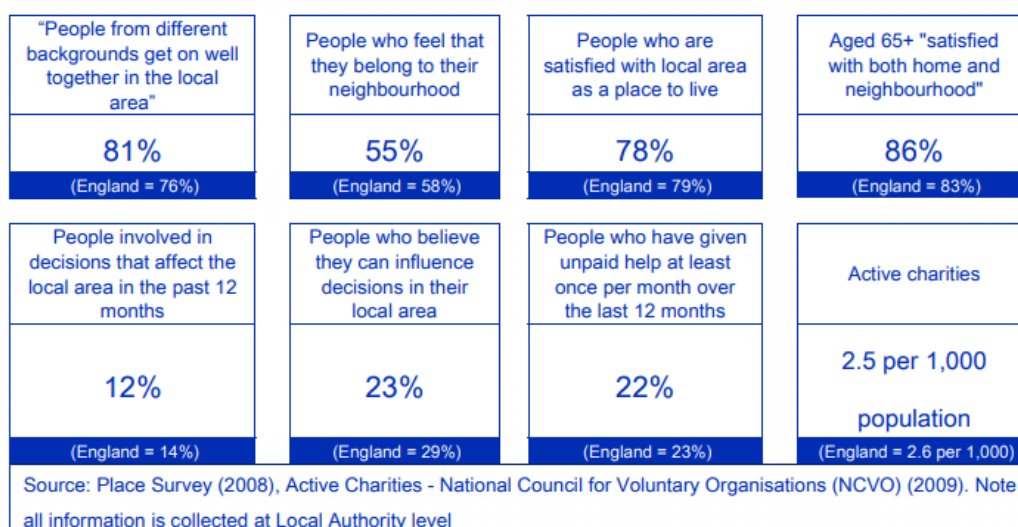 “People from different
backgrounds get on well
together in the local
area”
81%
(England = 76%)
People who feel that
they belong to their
neighbourhood
55%
(England = 58%)
People who are
satisfied with local area
as a place to live
78%
(England = 79%)
Aged 65+ "satisfied
with both home and
neighbourhood"
86%
(England = 83%)
People involved in
decisions that affect the
local area in the past 12
months
12%
(England = 14%)
People who believe
they can influence
decisions in their
local area
23%
(England = 29%)
People who have given
unpaid help at least
once per month over
the last 12 months
22%
(England = 23%)
Active charities
2.5 per 1,000
population
(England = 2.6 per 1,000)
Source: Place Survey (2008), Active Charities - National Council for Voluntary Organisations (NCVO) (2009). Note
all information is collected at Local Authority level